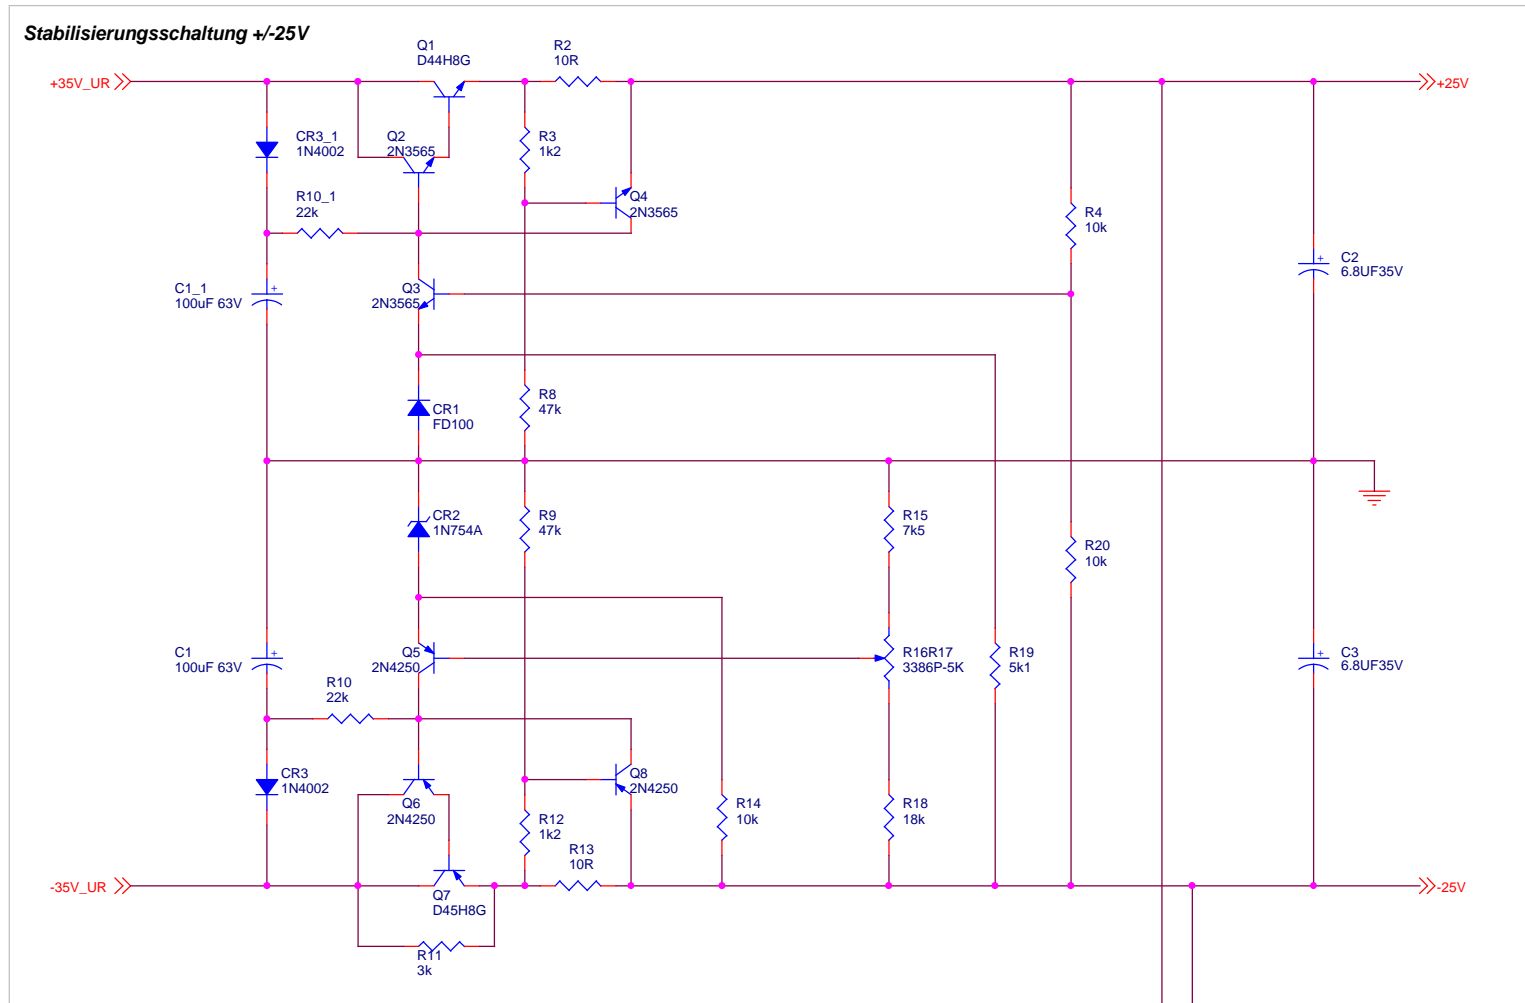 Stabilisierungsschaltung +/-25V
Q1
D44H8G
R2
10R
+35V_UR
+25V
CR3_1
1N4002
Q2
2N3565
R3
1k2
Q4
2N3565
R10_1
22k
R4
10k
C1_1
100uF 63V
+
Q3
2N3565
C2
6.8UF35V
+
CR1
FD100
R8
47k
CR2
1N754A
R9
47k
R15
7k5
R20
10k
C1
100uF 63V
+
Q5
2N4250
R16R17
3386P-5K
R19
5k1
C3
6.8UF35V
+
R10
22k
CR3
1N4002
Q6
2N4250
Q8
2N4250
R12
1k2
R14
10k
R18
18k
R13
10R
-35V_UR
-25V
Q7
D45H8G
R11
3k